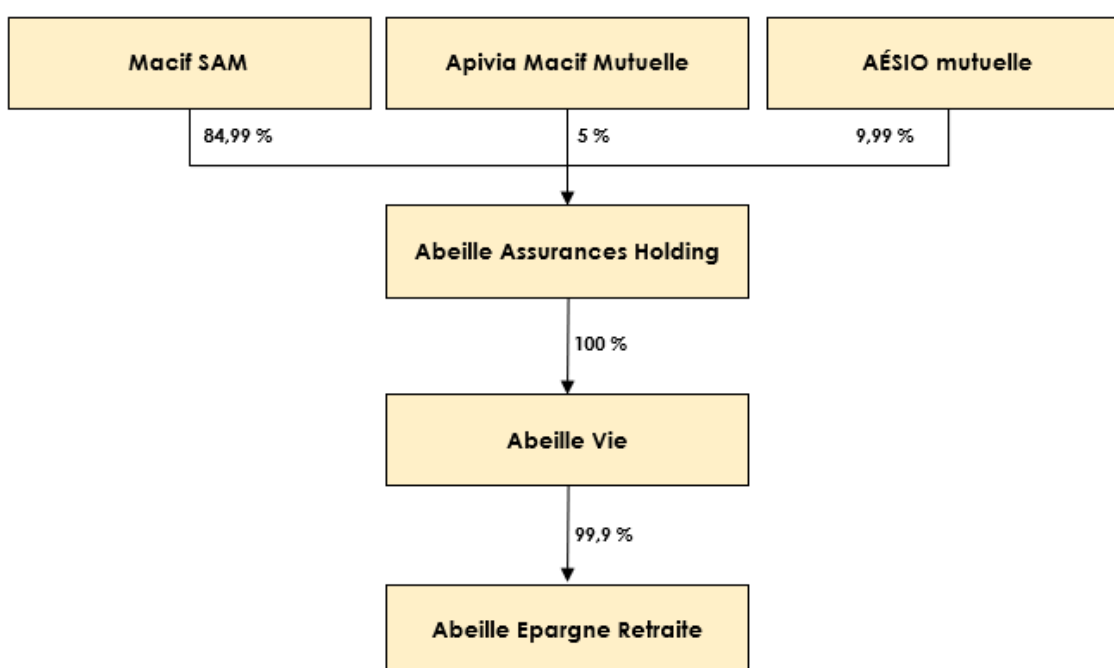 Macif SAM
Apivia Macif Mutuelle
AÉSIO mutuelle
84,99 %
5 %
9,99 %
Abeille Assurances Holding
100 %
Abeille Vie
99,9 %
Abeille Epargne Retraite